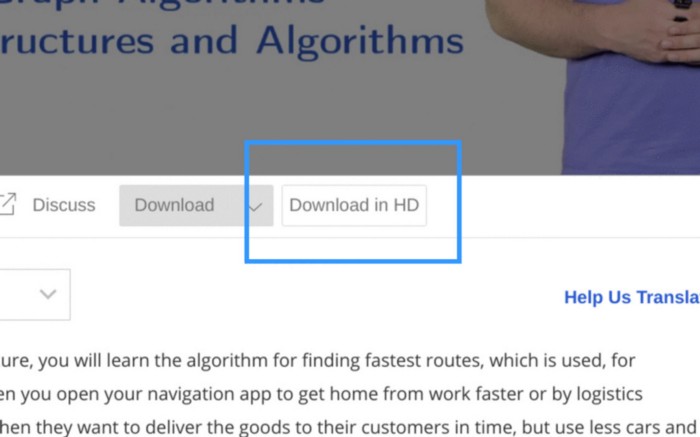 Graph Algorithms
ructures and Algorithms
Discuss Download Download in HD
Help Us Transla
ure, you will learn the algorithm for finding fastest routes, which is used, for
en you open your navigation app to get home from work faster or by logistics
hen they want to deliver the goods to their customers in time, but use less cars and